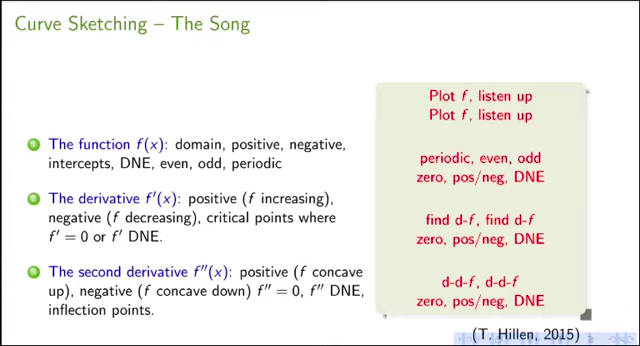 Curve Sketching – The Song
1 The function f(x): domain, positive, negative,
intercepts, DNE, even, odd, periodic
2 The derivative f′(x): positive (f increasing),
negative (f decreasing), critical points where
f′ = 0 or f′ DNE.
3 The second derivative f″(x): positive (f concave
up), negative (f concave down) f″ = 0, f″ DNE,
inflection points.
Plot f, listen up
Plot f, listen up
periodic, even, odd
zero, pos/neg, DNE
find d-f, find d-f
zero, pos/neg, DNE
d-d-f, d-d-f
zero, pos/neg, DNE
(T. Hillen, 2015)